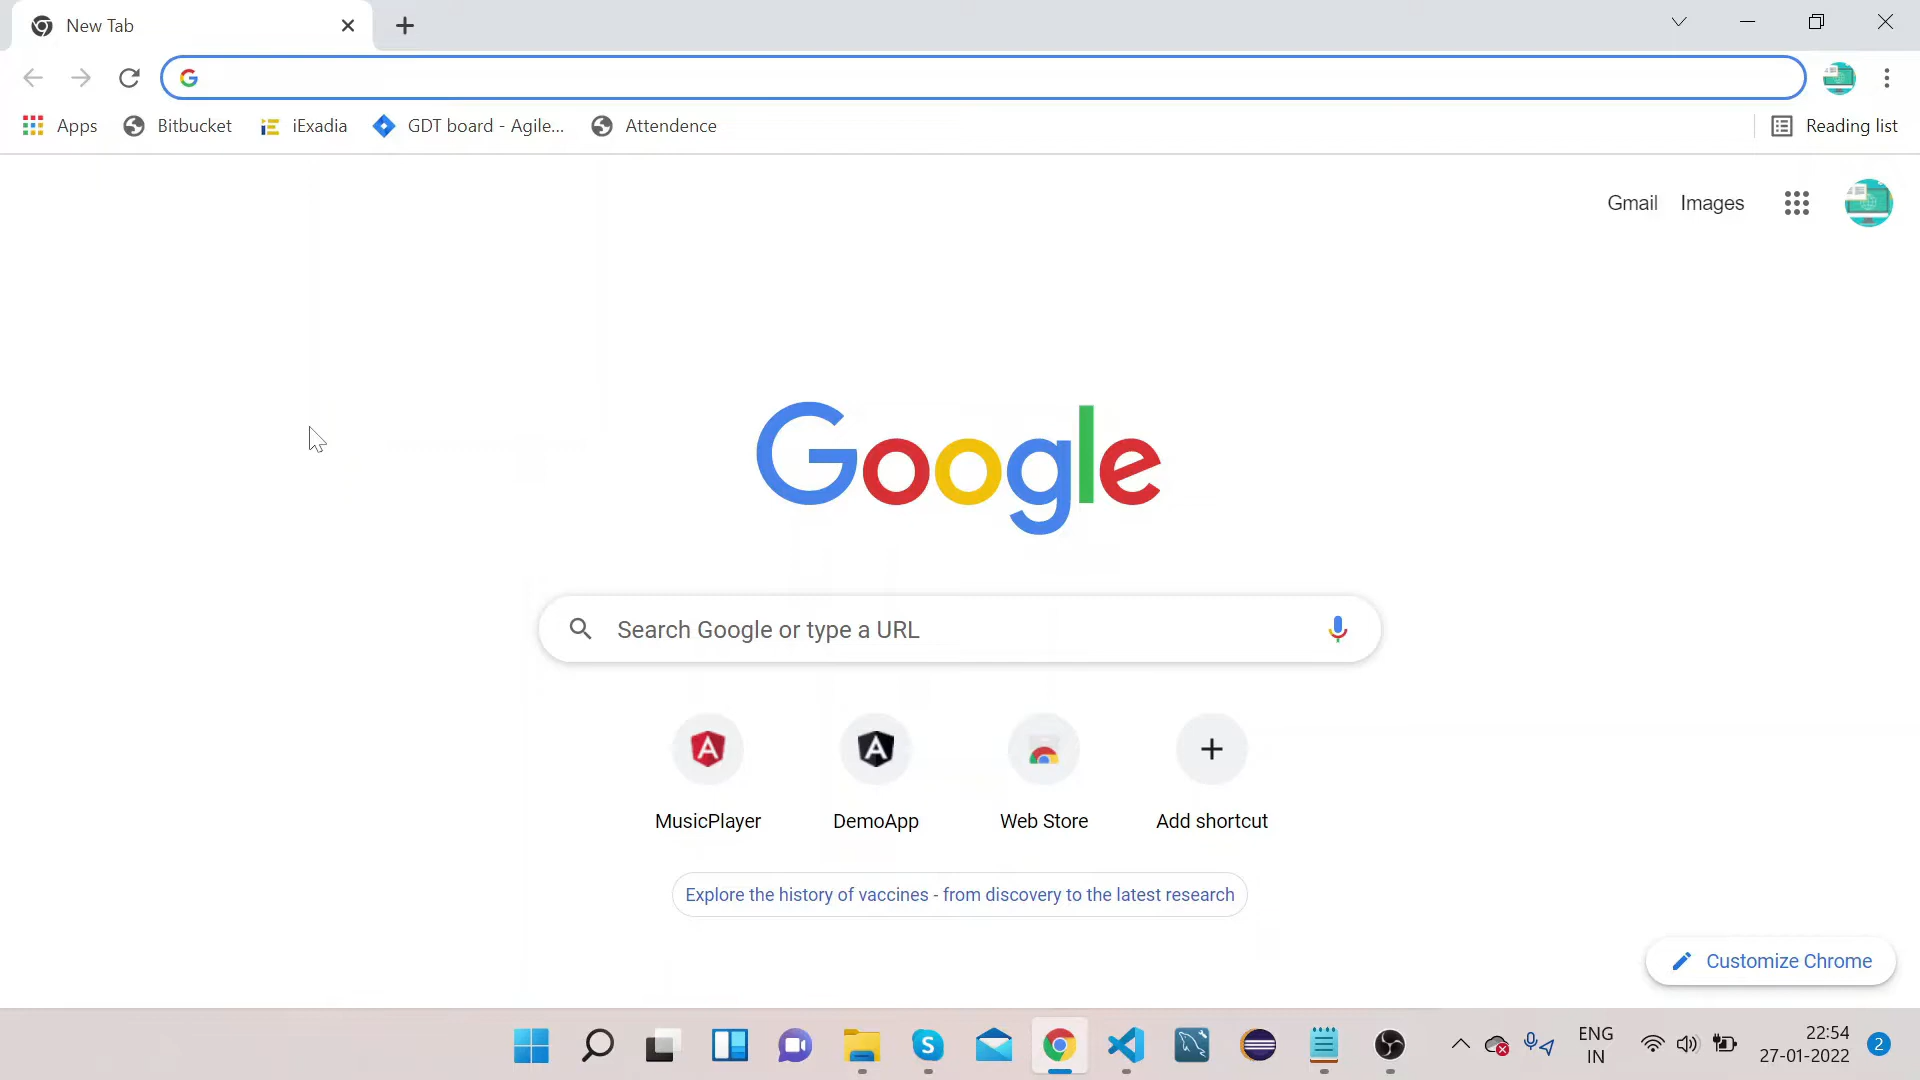 New Tab
Apps Bitbucket iExadia GDT board - Agile... Attendence Reading list
Gmail Images
Google
Search Google or type a URL
MusicPlayer DemoApp Web Store Add shortcut
Explore the history of vaccines - from discovery to the latest research
Customize Chrome
ENG 22:54
IN 27-01-2022 2